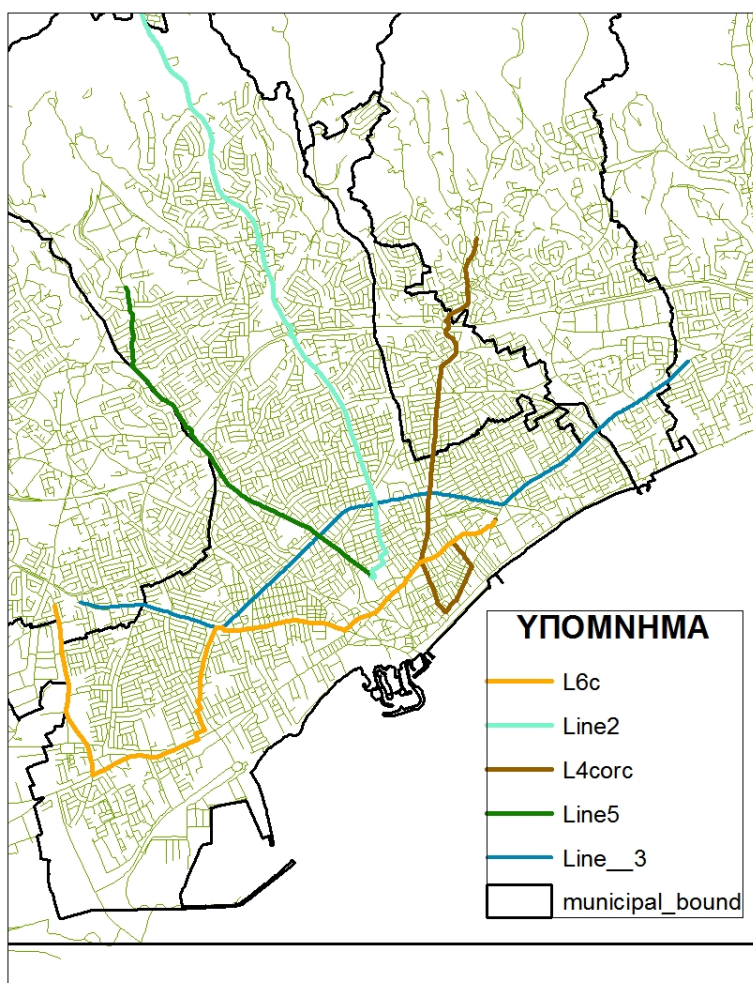 ΥΠΟΜΝΗΜΑ
L6c
Line2
L4corc
Line5
Line__3
municipal_bound